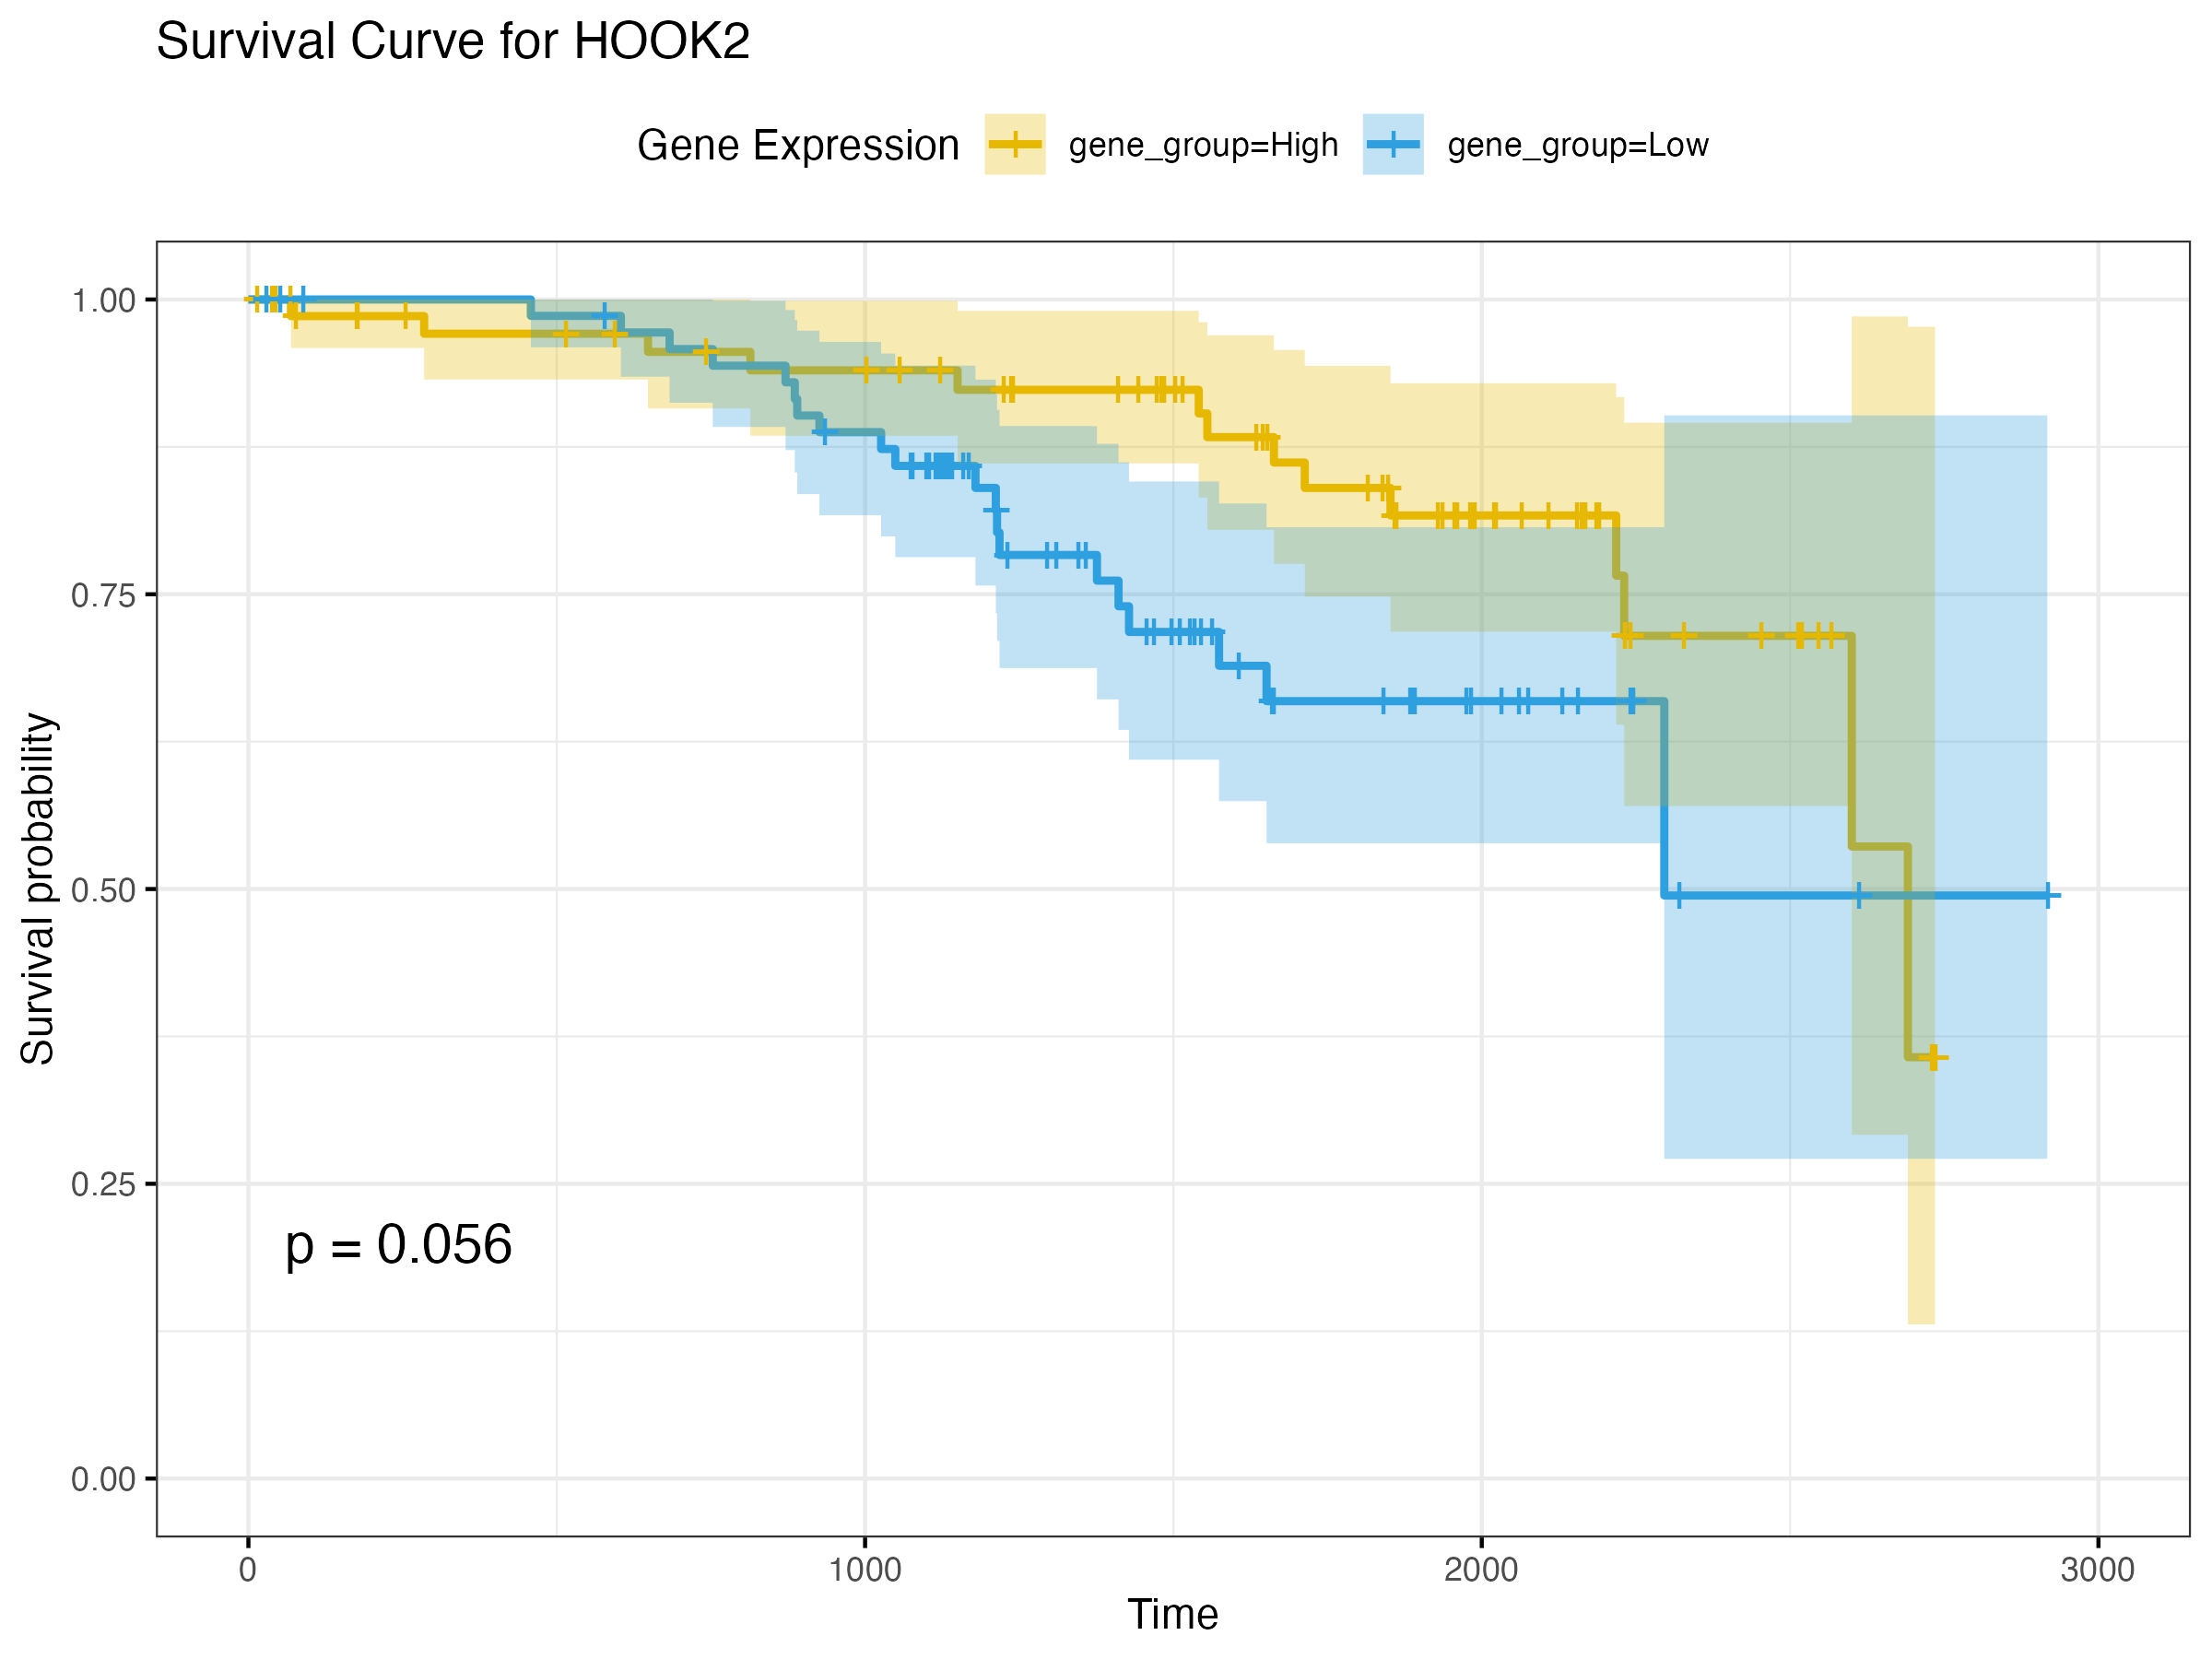 Survival Curve for HOOK2
Gene Expression gene_group=High gene_group=Low
1.00
0.75
0.50
0.25
0.00
Survival probability
p = 0.056
0 1000 2000 3000
Time